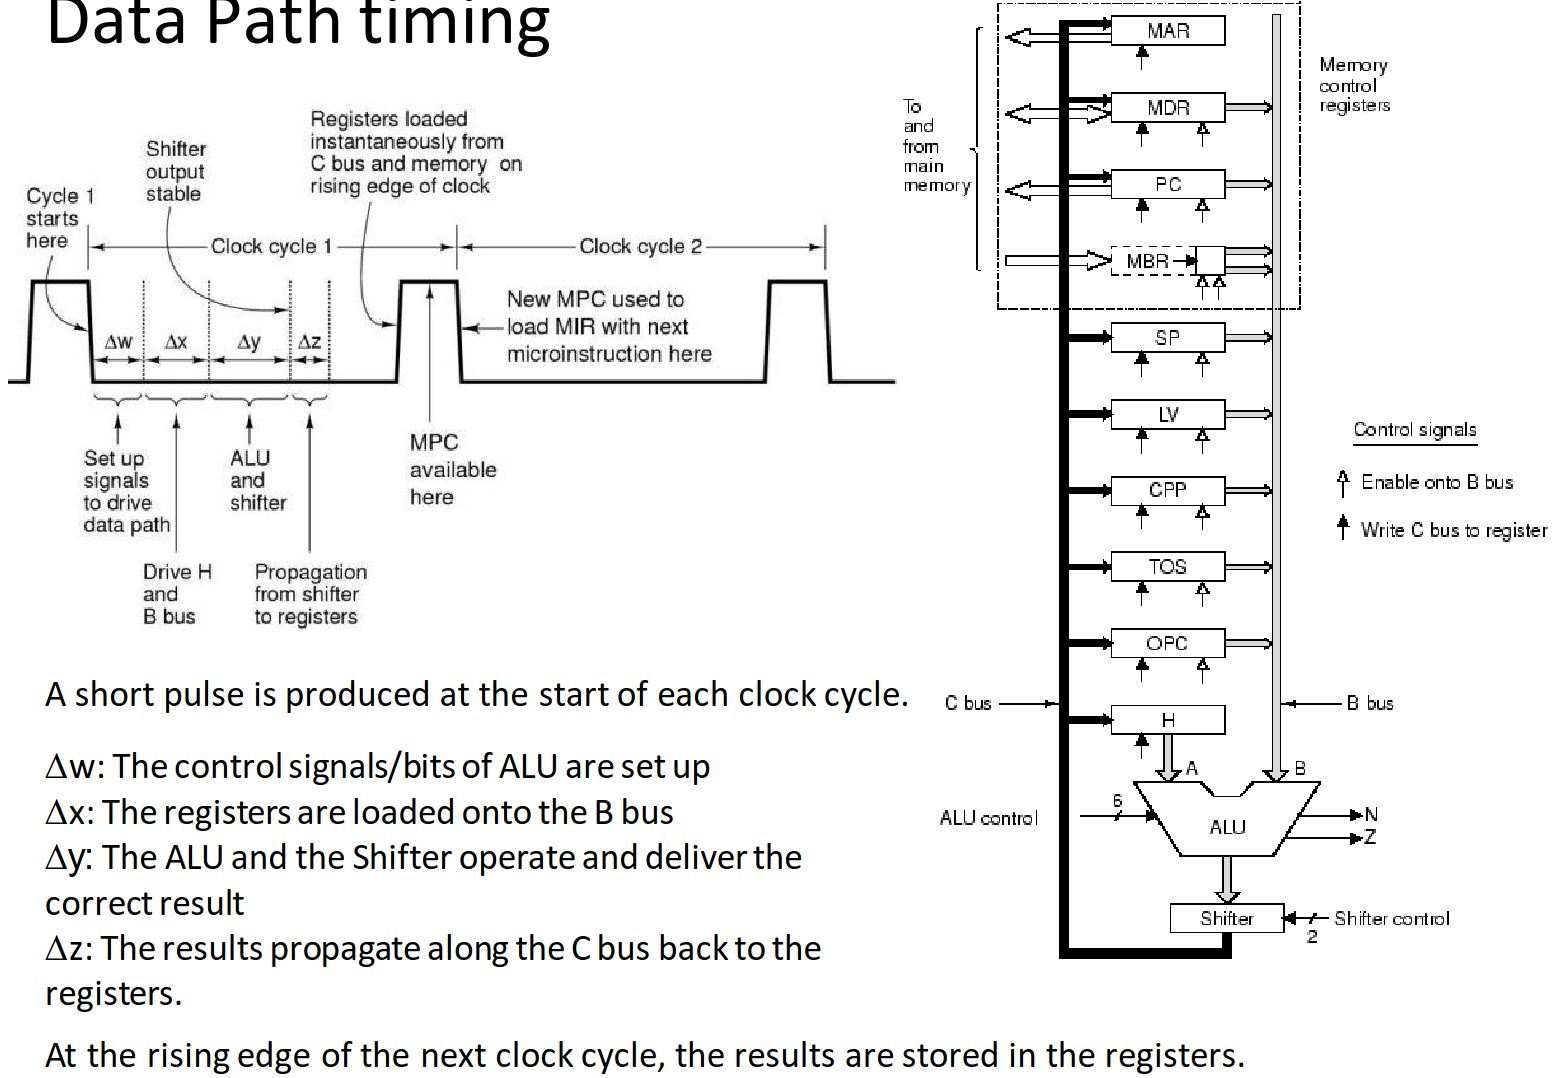 Data Path timing
Cycle 1
starts
here
Shifter
output
stable
Registers loaded
instantaneously from
C bus and memory on
rising edge of clock
Clock cycle 1
Clock cycle 2
New MPC used to
load MIR with next
microinstruction here
Δw
Δx
Δy
Δz
Set up
signals
to drive
data path
ALU
and
shifter
MPC
available
here
Drive H
and
B bus
Propagation
from shifter
to registers
A short pulse is produced at the start of each clock cycle.
Δw: The control signals/bits of ALU are set up
Δx: The registers are loaded onto the B bus
Δy: The ALU and the Shifter operate and deliver the
correct result
Δz: The results propagate along the C bus back to the
registers.
At the rising edge of the next clock cycle, the results are stored in the registers.
To
and
from
main
memory
MAR
MDR
PC
MBR
Memory
control
registers
SP
LV
CPP
TOS
OPC
H
Control signals
Enable onto B bus
Write C bus to register
C bus
B bus
A
B
6
ALU control
ALU
N
Z
Shifter
Shifter control
2